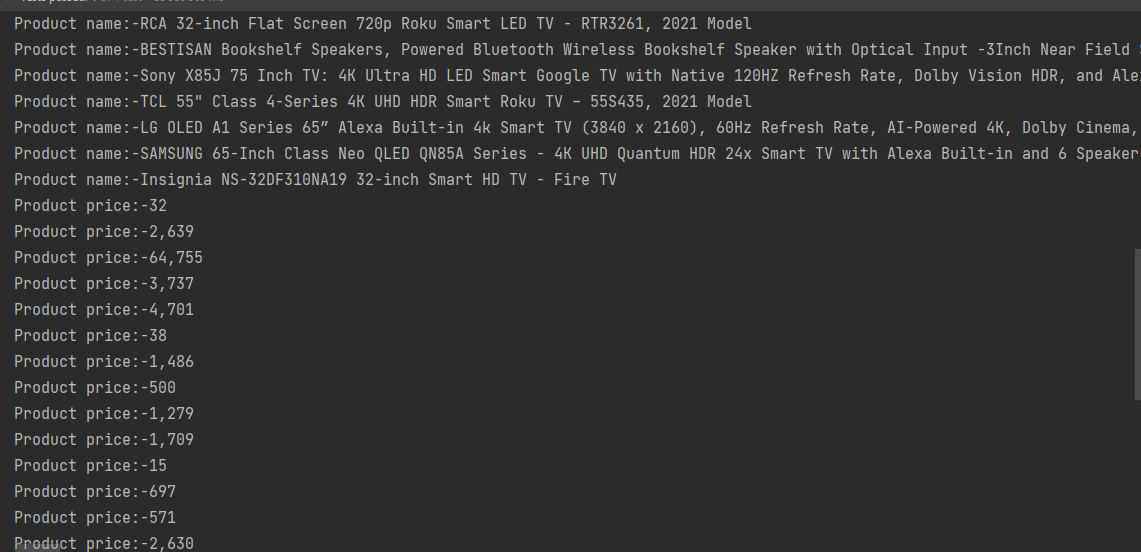 Product name:-RCA 32-inch Flat Screen 720p Roku Smart LED TV - RTR3261, 2021 Model
Product name:-BESTISAN Bookshelf Speakers, Powered Bluetooth Wireless Bookshelf Speaker with Optical Input -3Inch Near Field
Product name:-Sony X85J 75 Inch TV: 4K Ultra HD LED Smart Google TV with Native 120HZ Refresh Rate, Dolby Vision HDR, and
Product name:-TCL 55" Class 4-Series 4K UHD HDR Smart Roku TV – 55S435, 2021 Model
Product name:-LG OLED A1 Series 65” Alexa Built-in 4k Smart TV (3840 x 2160), 60Hz Refresh Rate, AI-Powered 4K, Dolby Cinema,
Product name:-SAMSUNG 65-Inch Class Neo QLED QN85A Series - 4K UHD Quantum HDR 24x Smart TV with Alexa Built-in and 6 Speaker
Product name:-Insignia NS-32DF310NA19 32-inch Smart HD TV - Fire TV
Product price:-32
Product price:-2,639
Product price:-64,755
Product price:-3,737
Product price:-4,701
Product price:-38
Product price:-1,486
Product price:-500
Product price:-1,279
Product price:-1,709
Product price:-15
Product price:-697
Product price:-571
Product price:-2,630